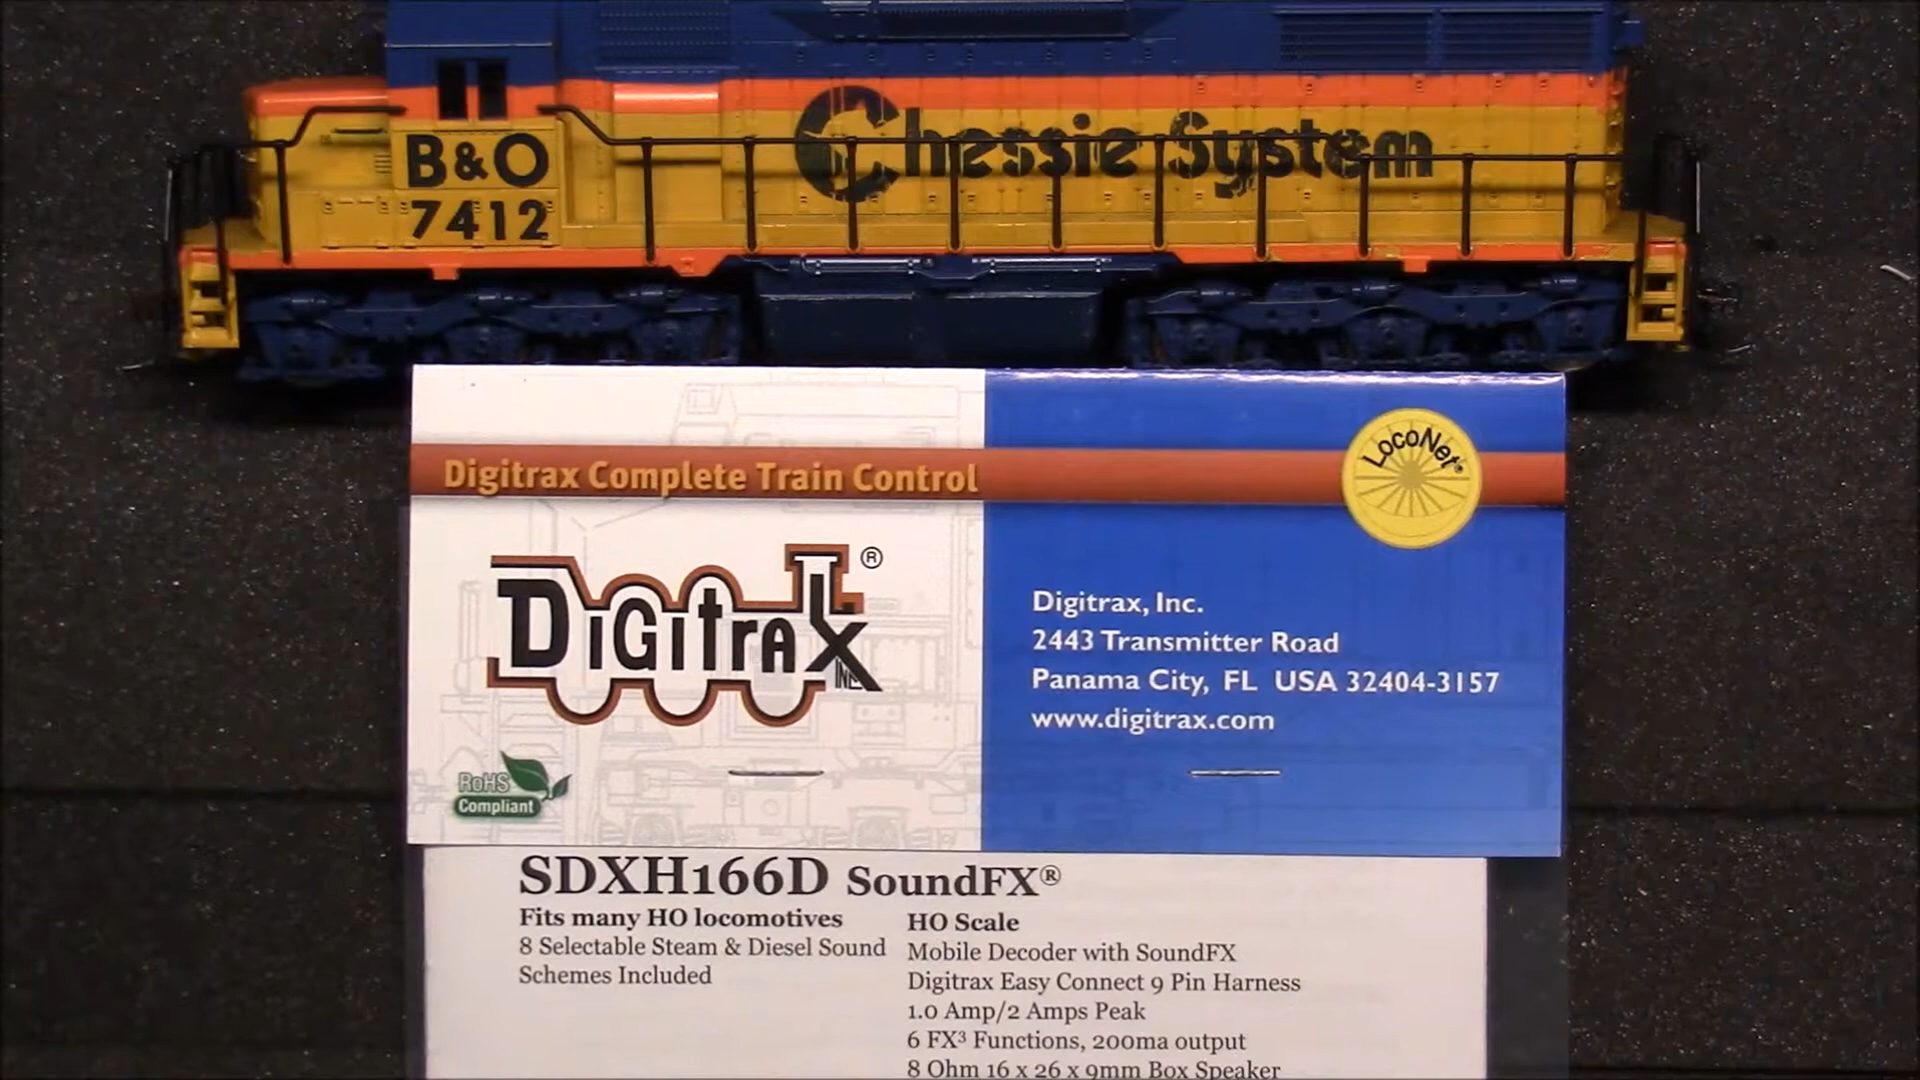 B&O
7412
Chessie System
Digitrax Complete Train Control
LocoNet®
DIGITRAX ®
INC
Digitrax, Inc.
2443 Transmitter Road
Panama City, FL USA 32404-3157
www.digitrax.com
RoHS
Compliant
SDXH166D SoundFX®
Fits many HO locomotives
8 Selectable Steam & Diesel Sound
Schemes Included
HO Scale
Mobile Decoder with SoundFX
Digitrax Easy Connect 9 Pin Harness
1.0 Amp/2 Amps Peak
6 FX³ Functions, 200ma output
8 Ohm 16 x 26 x 9mm Box Speaker